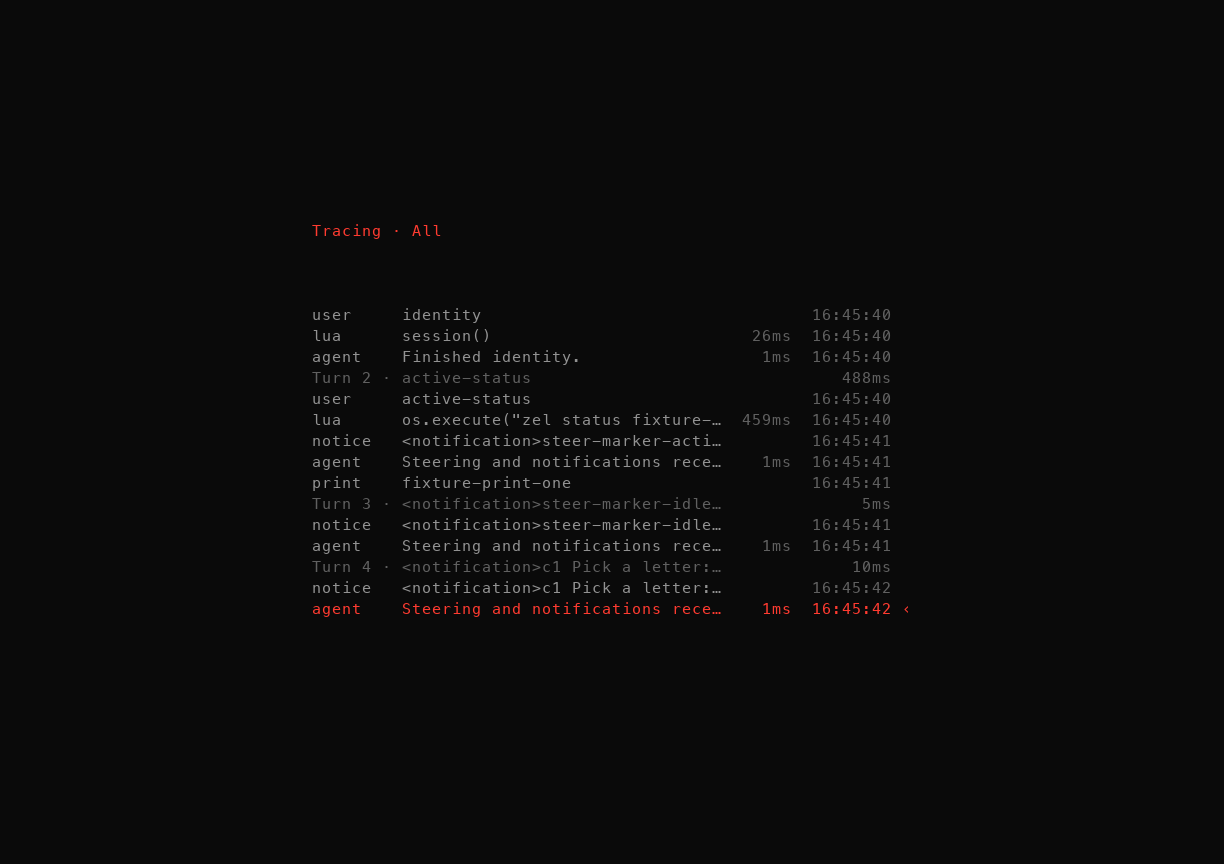 Tracing · All
user identity 16:45:40
lua session() 26ms 16:45:40
agent Finished identity. 1ms 16:45:40
Turn 2 · active-status 488ms
user active-status 16:45:40
lua os.execute("zel status fixture-… 459ms 16:45:40
notice <notification>steer-marker-acti… 16:45:41
agent Steering and notifications rece… 1ms 16:45:41
print fixture-print-one 16:45:41
Turn 3 · <notification>steer-marker-idle… 5ms
notice <notification>steer-marker-idle… 16:45:41
agent Steering and notifications rece… 1ms 16:45:41
Turn 4 · <notification>c1 Pick a letter:… 10ms
notice <notification>c1 Pick a letter:… 16:45:42
agent Steering and notifications rece… 1ms 16:45:42 ‹